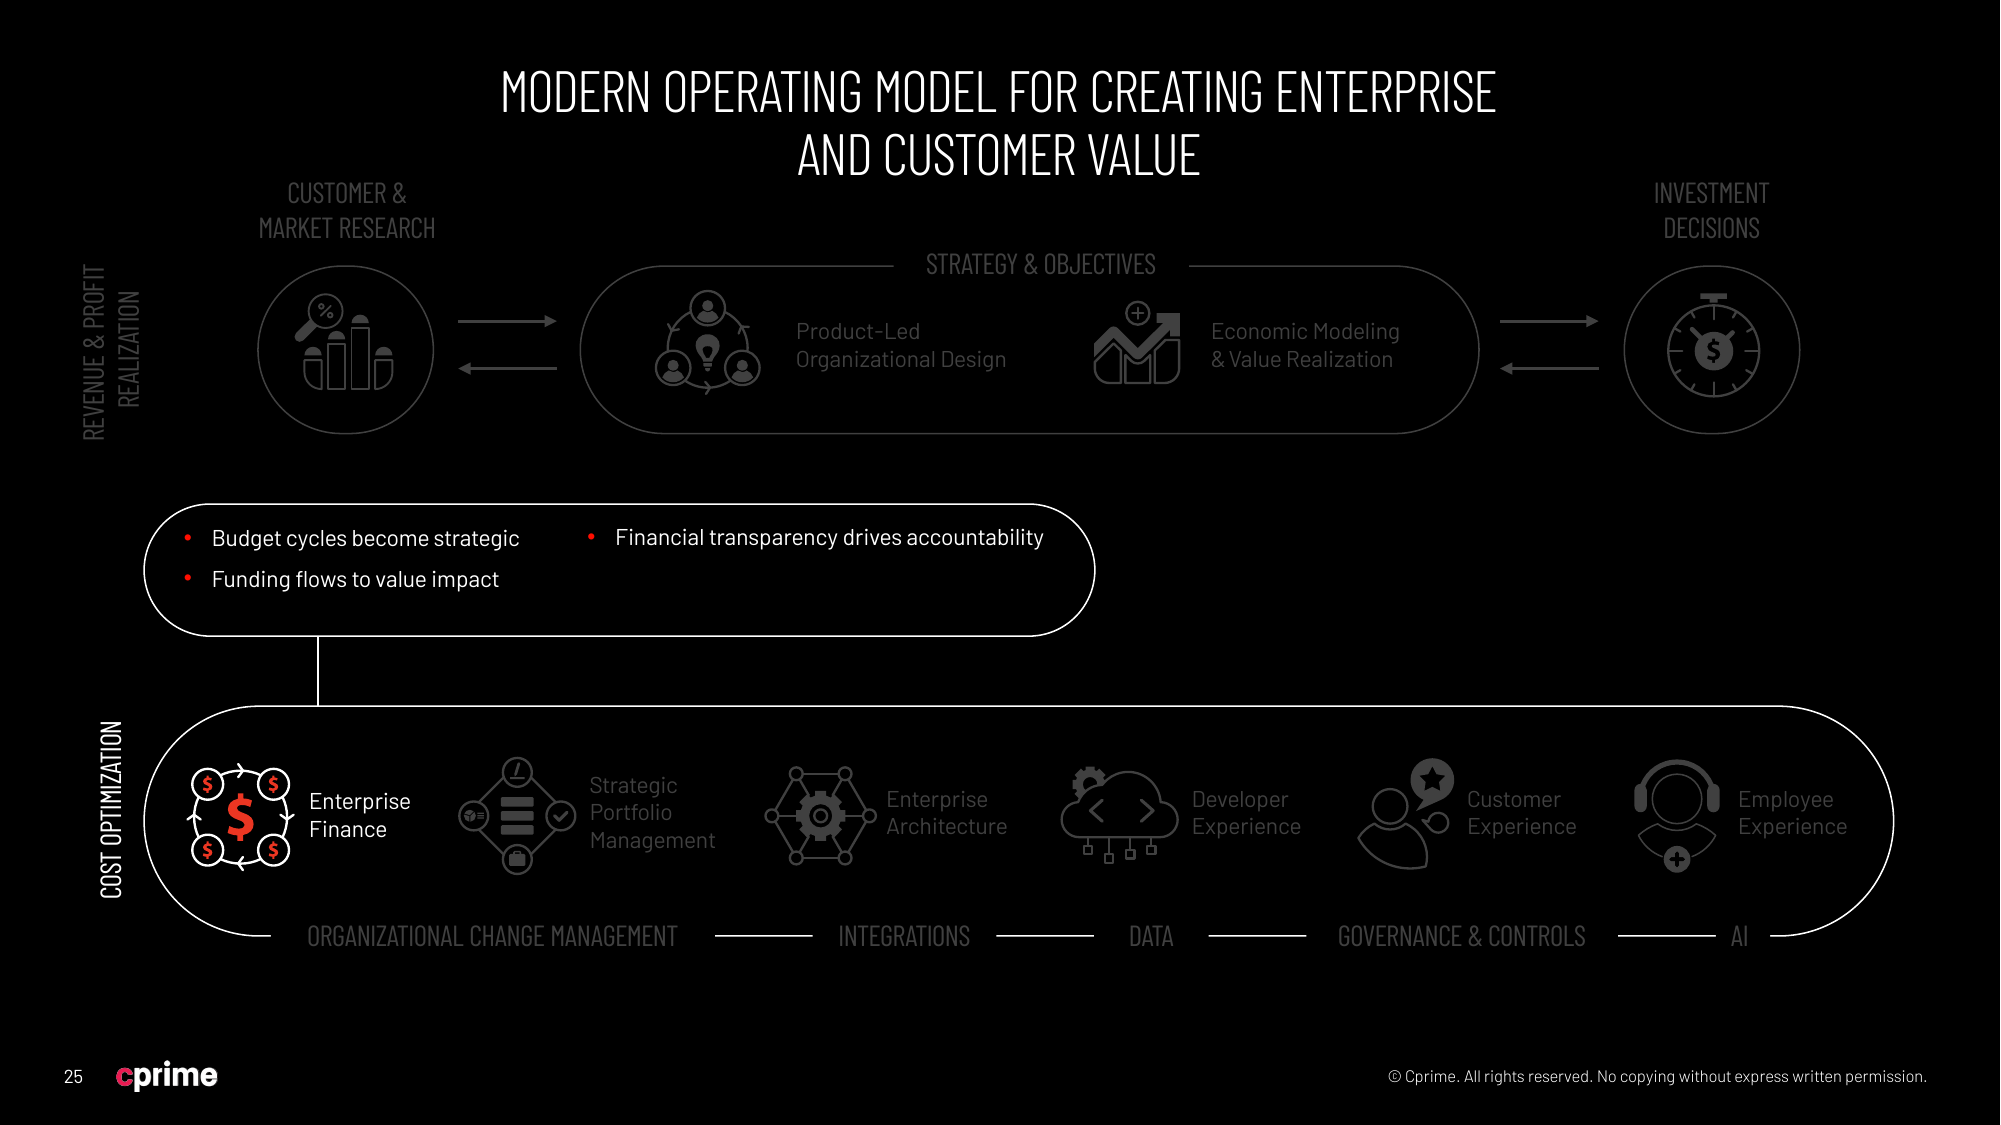 MODERN OPERATING MODEL FOR CREATING ENTERPRISE
AND CUSTOMER VALUE
CUSTOMER &
MARKET RESEARCH
INVESTMENT
DECISIONS
REVENUE & PROFIT
REALIZATION
STRATEGY & OBJECTIVES
%
Product-Led
Organizational Design
Economic Modeling
& Value Realization
$
• Budget cycles become strategic
• Funding flows to value impact
• Financial transparency drives accountability
COST OPTIMIZATION
$ $
$
$ $
Enterprise
Finance
Strategic
Portfolio
Management
Enterprise
Architecture
Developer
Experience
Customer
Experience
Employee
Experience
ORGANIZATIONAL CHANGE MANAGEMENT
INTEGRATIONS
DATA
GOVERNANCE & CONTROLS
AI
25
cprime
© Cprime. All rights reserved. No copying without express written permission.